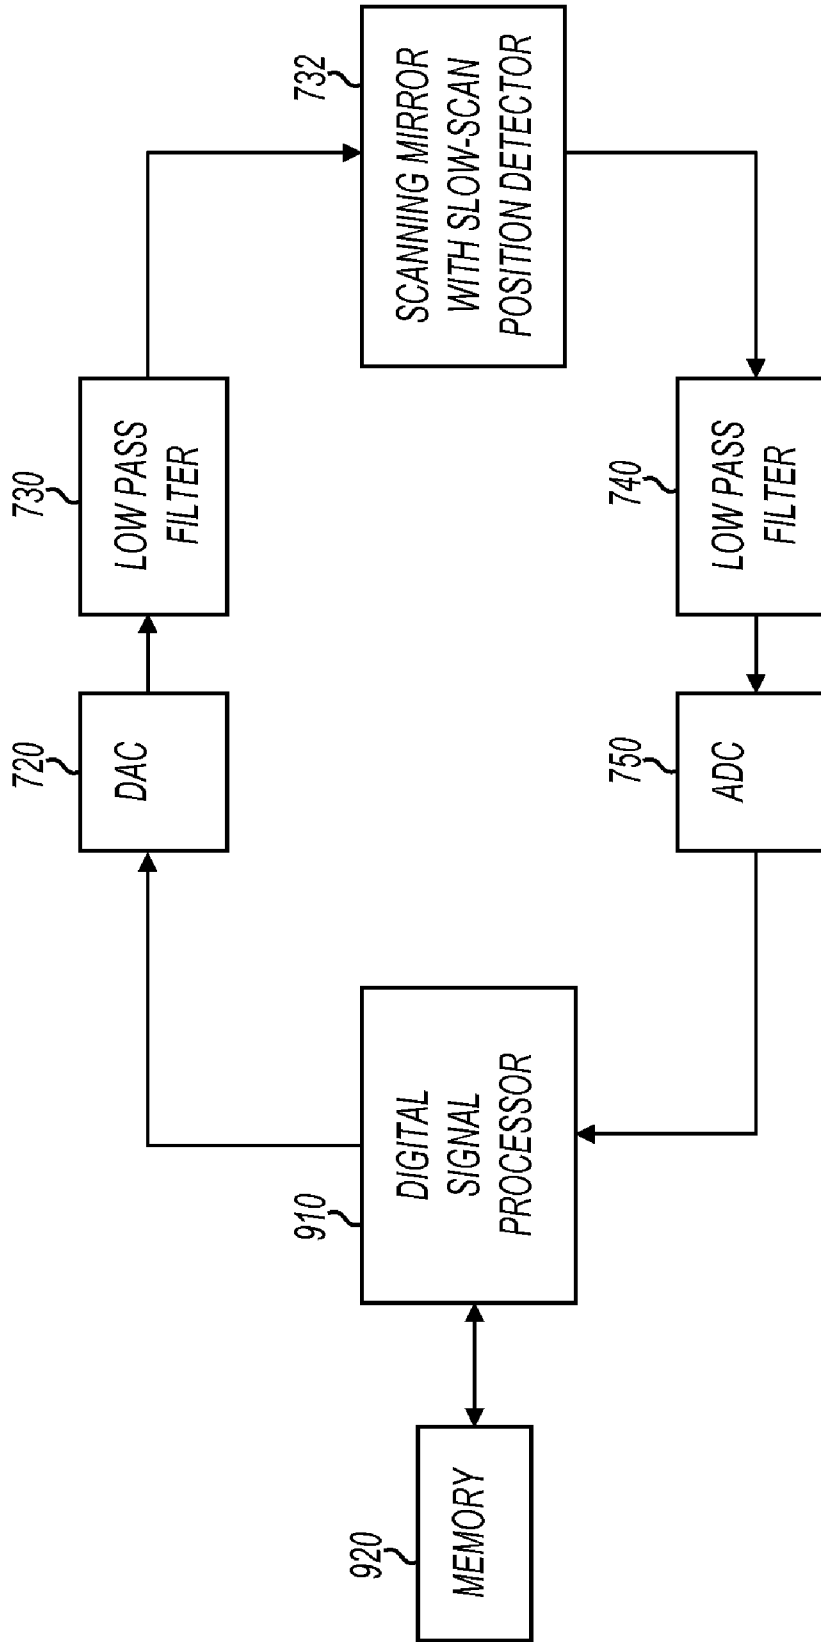 720
DAC
730
LOW PASS
FILTER
732
SCANNING MIRROR
WITH SLOW-SCAN
POSITION DETECTOR
920
MEMORY
910
DIGITAL
SIGNAL
PROCESSOR
750
ADC
740
LOW PASS
FILTER